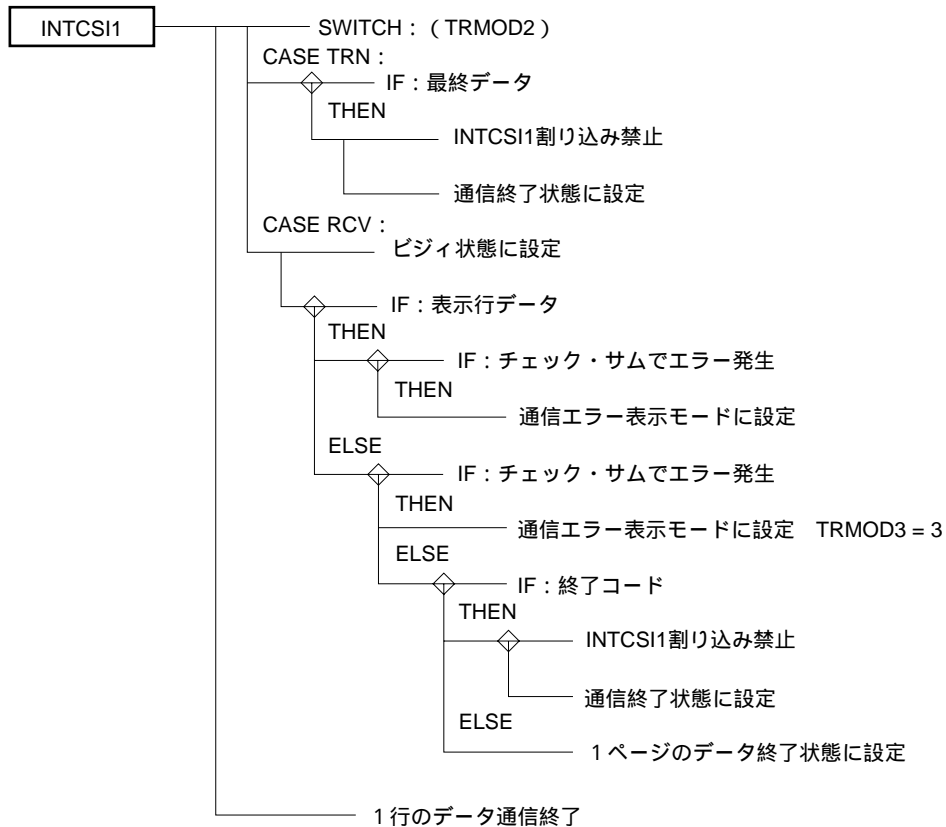 INTCSI1
SWITCH：（TRMOD2）
CASE TRN：
IF：最終データ
THEN
INTCSI1割り込み禁止
通信終了状態に設定
CASE RCV：
ビジィ状態に設定
IF：表示行データ
THEN
IF：チェック・サムでエラー発生
THEN
通信エラー表示モードに設定
ELSE
IF：チェック・サムでエラー発生
THEN
通信エラー表示モードに設定　TRMOD3 = 3
ELSE
IF：終了コード
THEN
INTCSI1割り込み禁止
通信終了状態に設定
ELSE
1ページのデータ終了状態に設定
1行のデータ通信終了